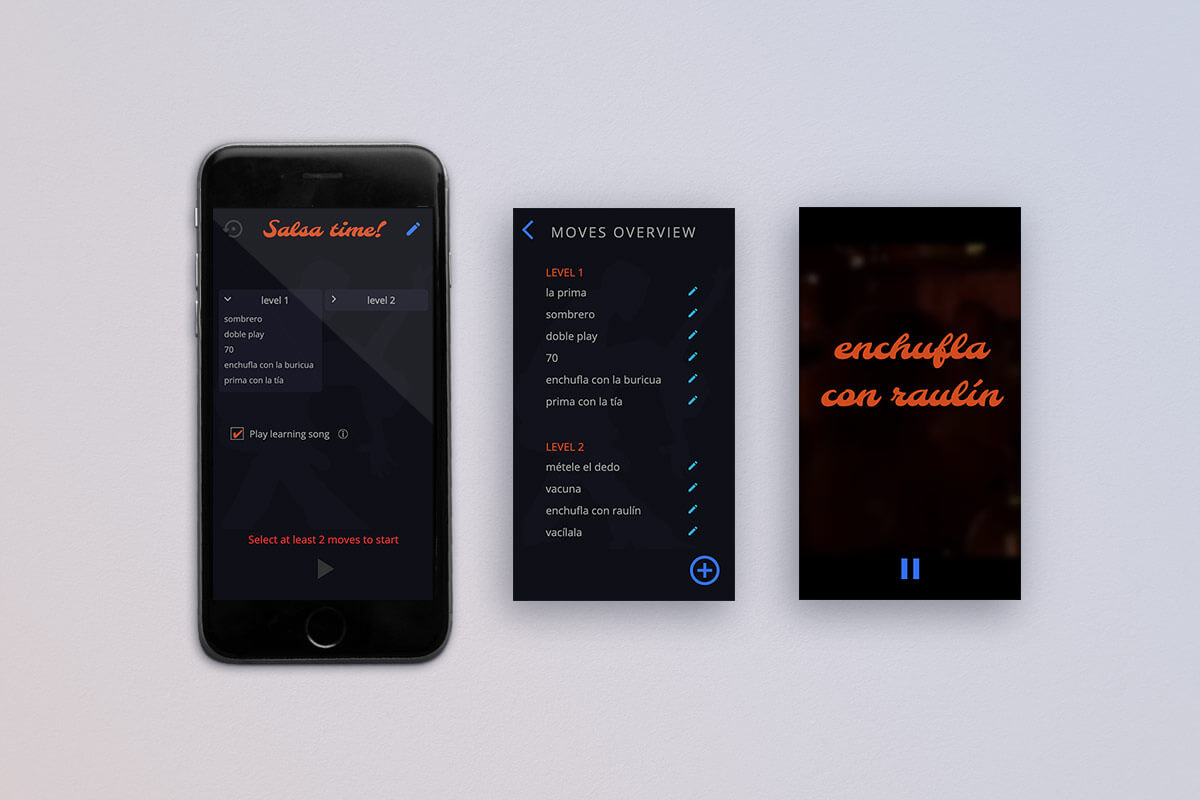 Salsa time!
level 1
level 2
sombrero
doble play
70
enchufla con la buricua
prima con la tía
Play learning song
Select at least 2 moves to start
MOVES OVERVIEW
LEVEL 1
la prima
sombrero
doble play
70
enchufla con la buricua
prima con la tía
LEVEL 2
métele el dedo
vacuna
enchufla con raulín
vacílala
enchufla
con raulín